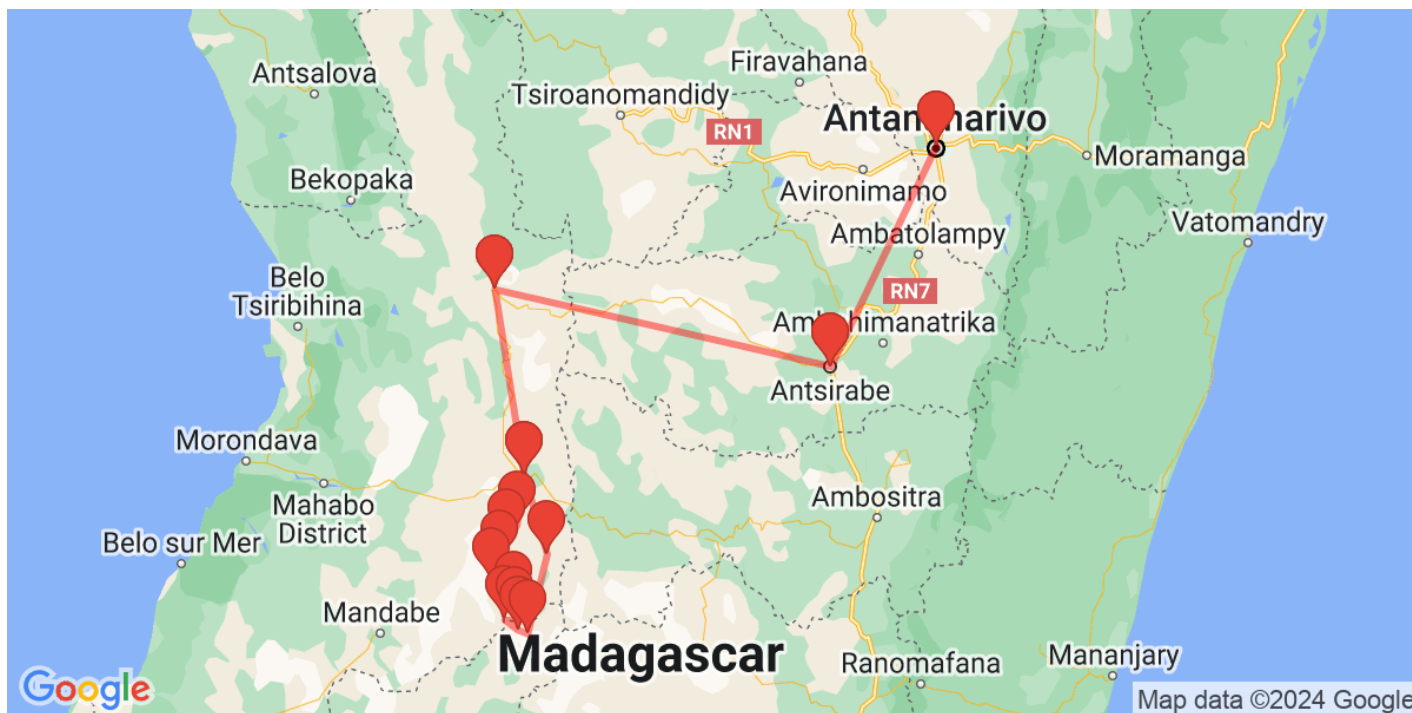 Firavahana
Antsalova
Tsiroanomandidy
RN1
Moramanga
Avironimamo
Bekopaka
Vatomandry
Ambatolampy
Belo
Tsiribihina
RN7
Antsirabe
Morondava
Mahabo
District
Ambositra
Belo sur Mer
Mandabe
Madagascar
Ranomafana
Mananjary
Google
Map data ©2024 Google